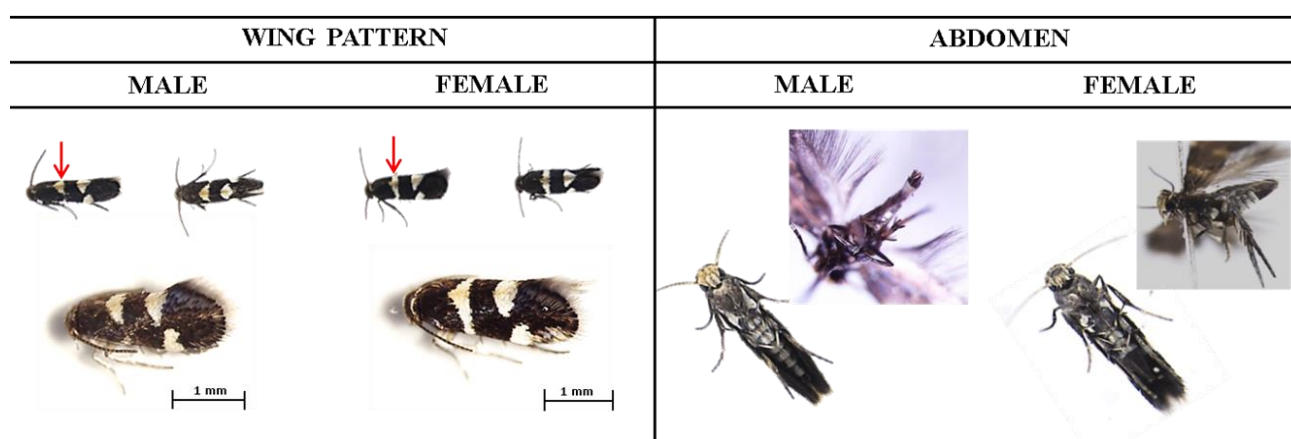 WING PATTERN
ABDOMEN
MALE
FEMALE
MALE
FEMALE
1 mm
1 mm